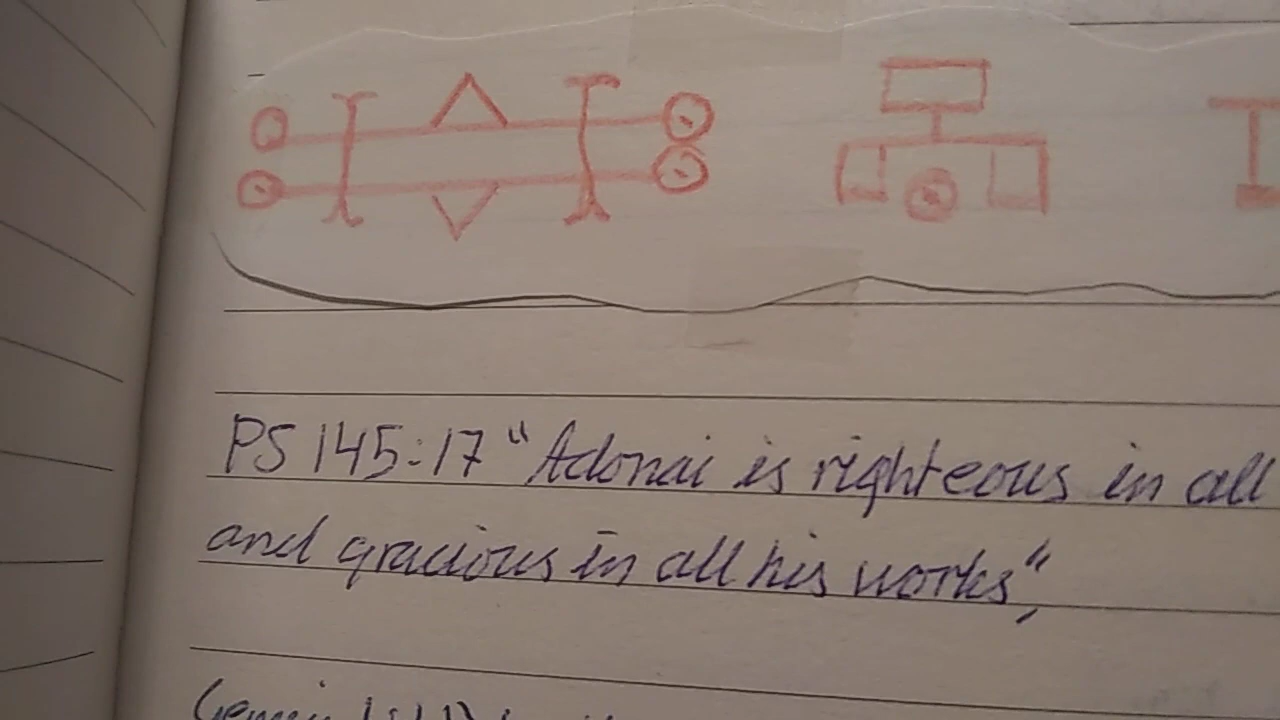 PS 145:17 "Adonai is righteous in all
and gracious in all his works",